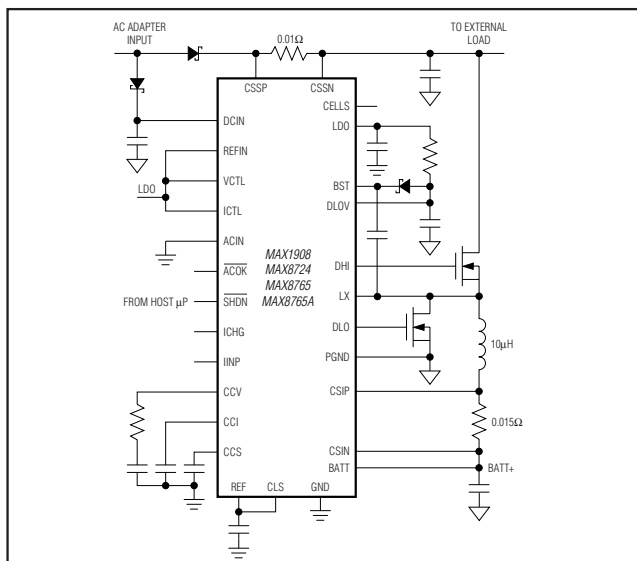 AC ADAPTER
INPUT
0.01Ω
TO EXTERNAL
LOAD
CSSP
CSSN
CELLS
DCIN
LDO
REFIN
VCTL
LDO
ICTL
BST
DLOV
ACIN
MAX1908
MAX8724
MAX8765
MAX8765A
ACOK
DHI
FROM HOST μP
SHDN
LX
ICHG
DLO
IINP
PGND
10μH
CCV
CSIP
CCI
0.015Ω
CCS
CSIN
BATT
BATT+
REF
CLS
GND